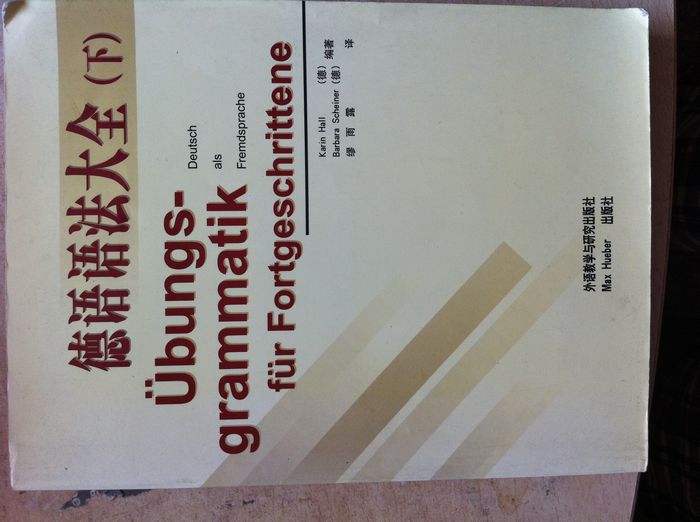 德语语法大全（下）
Übungs-
grammatik
Deutsch
als
Fremdsprache
für Fortgeschrittene
Karin Hall （德）编著
Barbara Scheiner（德）
缪雨露 译
外语教学与研究出版社
Max Hueber 出版社